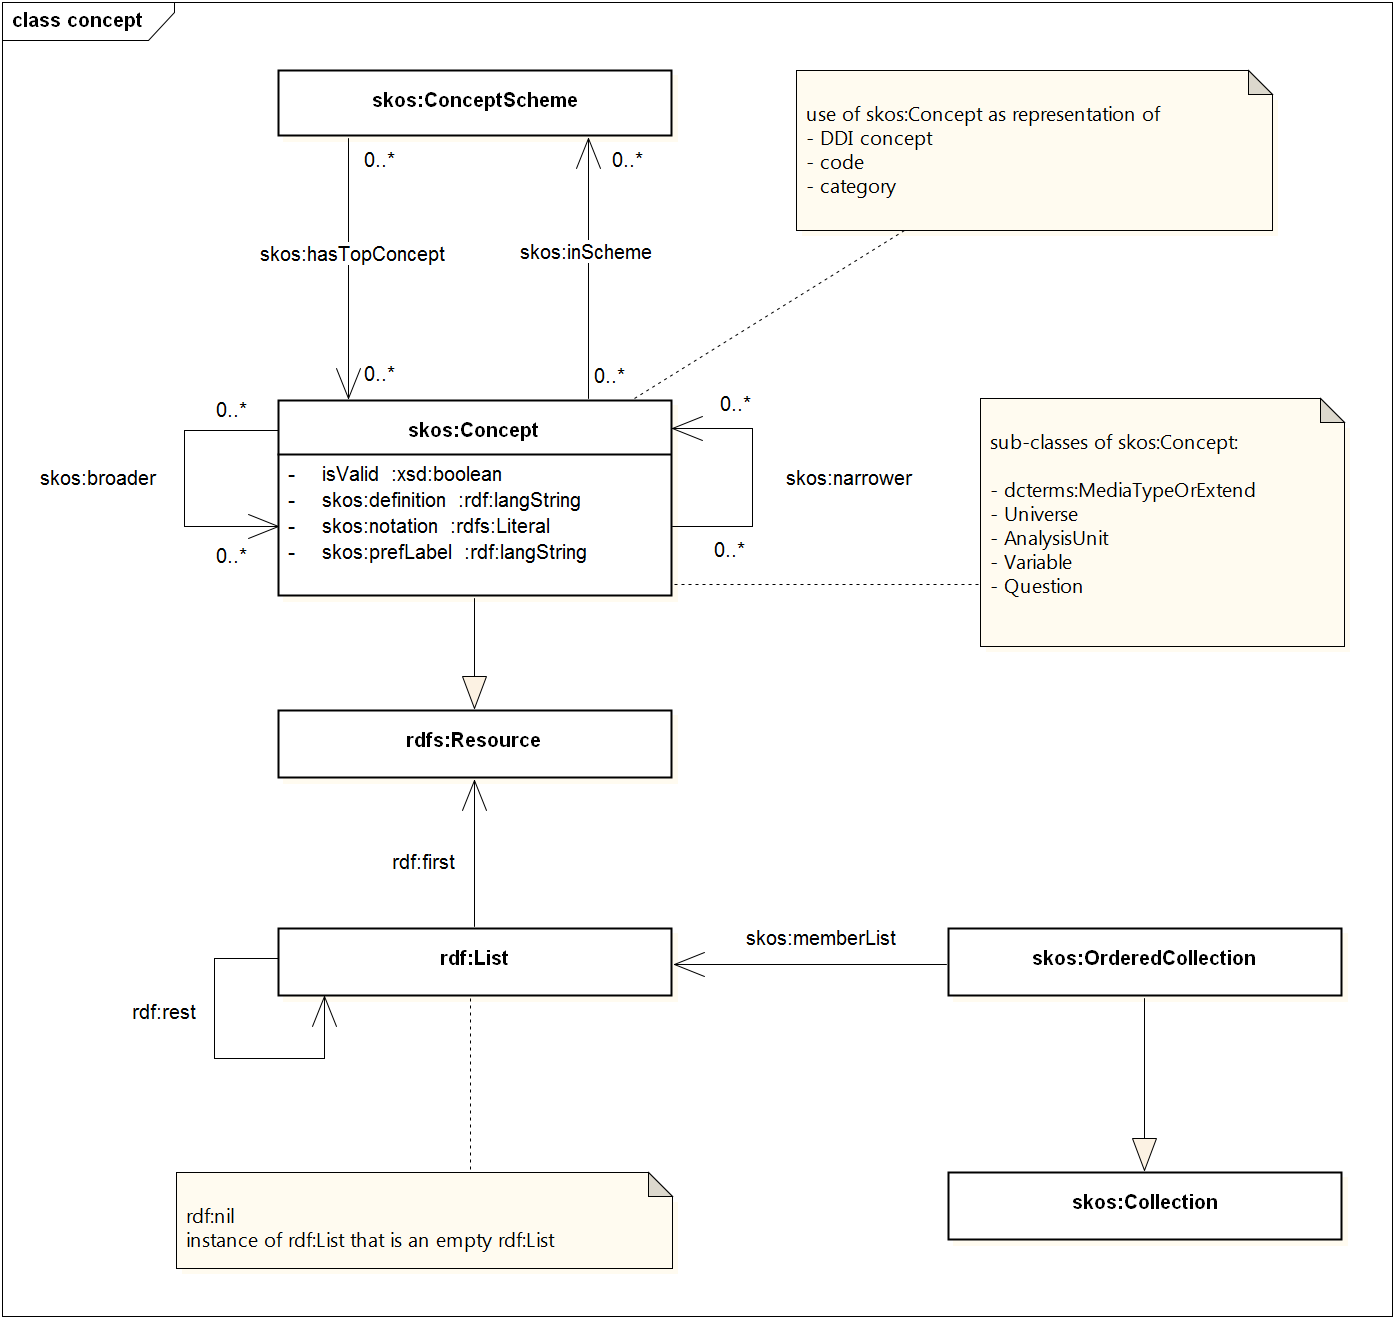 class concept
skos:ConceptScheme
use of skos:Concept as representation of
- DDI concept
- code
- category
0..*
0..*
skos:hasTopConcept
skos:inScheme
0..*
0..*
0..*
0..*
skos:Concept
skos:broader
skos:narrower
- isValid :xsd:boolean
- skos:definition :rdf:langString
- skos:notation :rdfs:Literal
- skos:prefLabel :rdf:langString
0..*
0..*
sub-classes of skos:Concept:
- dcterms:MediaTypeOrExtend
- Universe
- AnalysisUnit
- Variable
- Question
rdfs:Resource
rdf:first
rdf:List
skos:memberList
skos:OrderedCollection
rdf:rest
rdf:nil
instance of rdf:List that is an empty rdf:List
skos:Collection